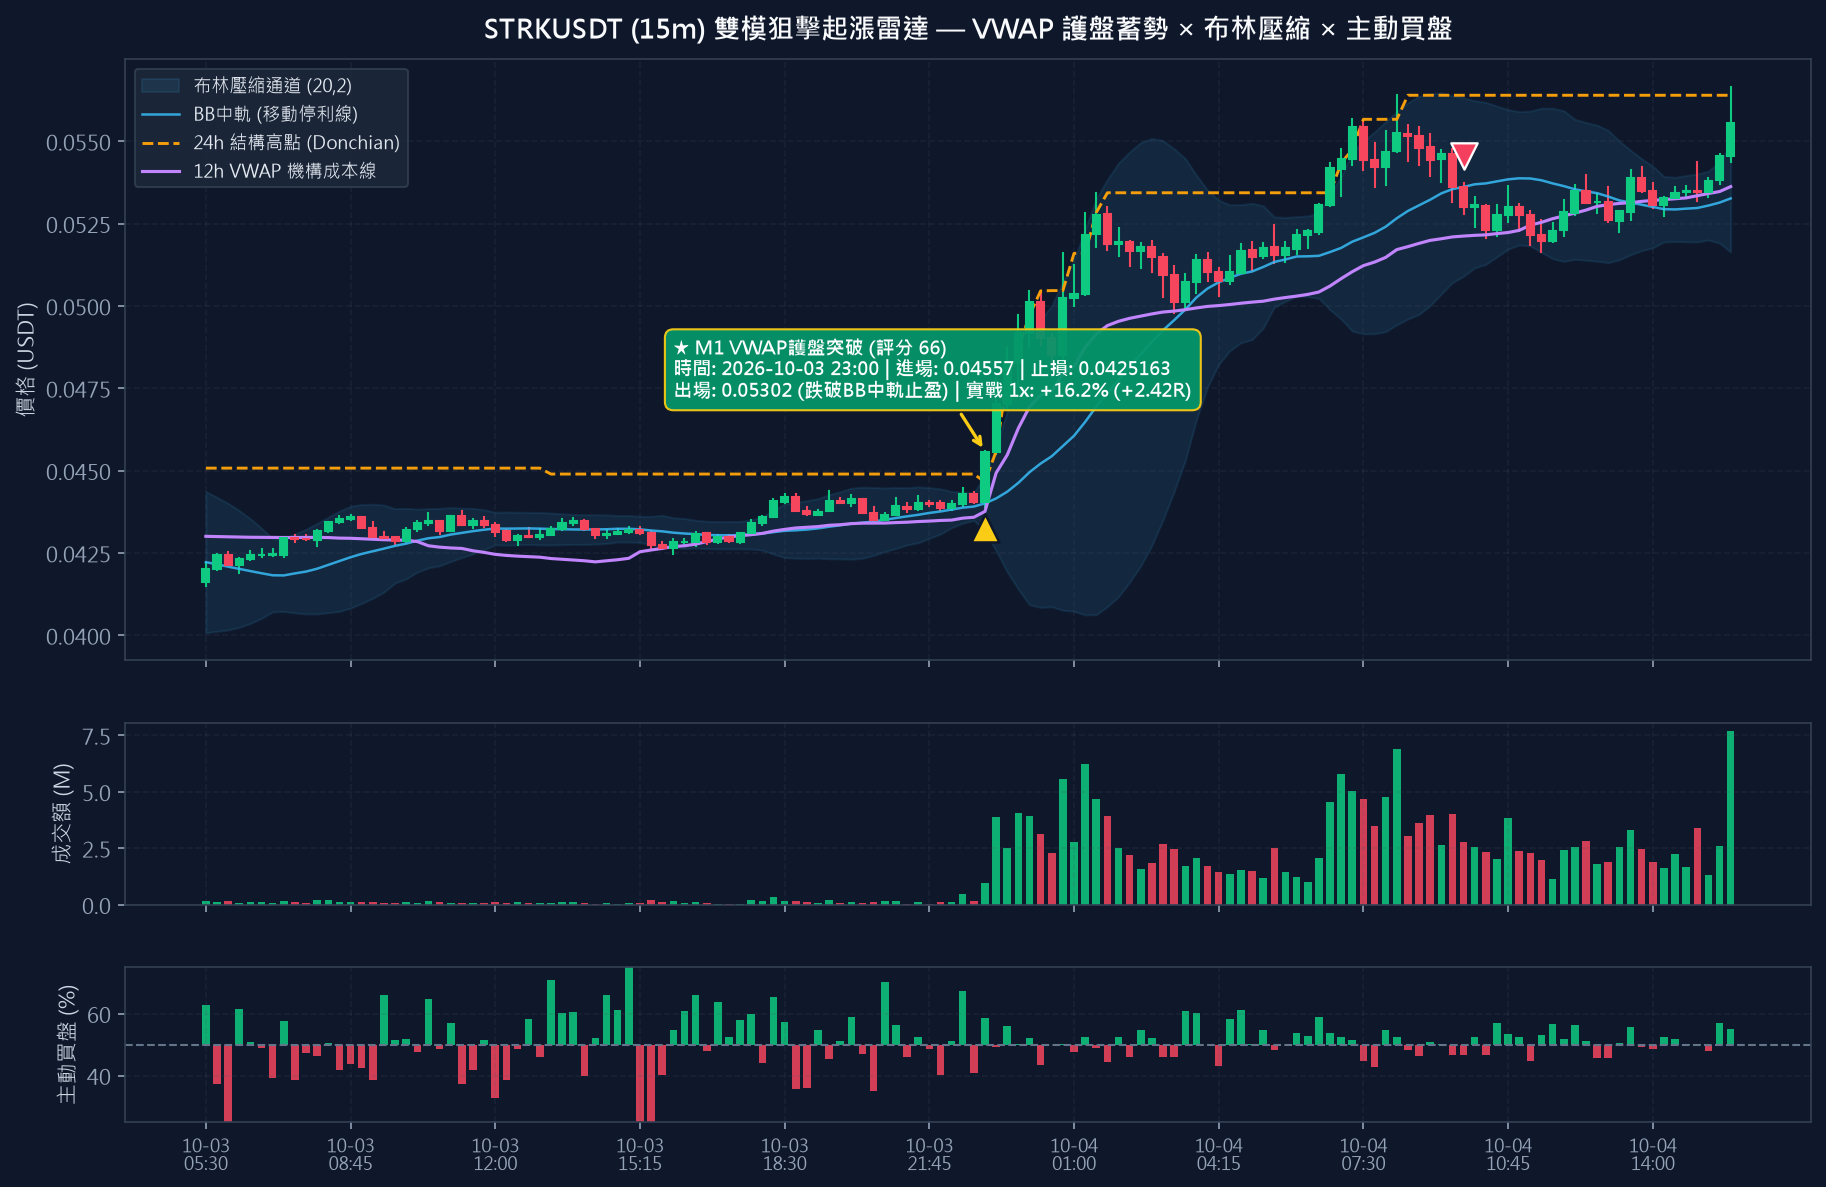 STRKUSDT (15m) 雙模狙擊起漲雷達 — VWAP 護盤蓄勢 × 布林壓縮 × 主動買盤
布林壓縮通道 (20,2)
BB中軌 (移動停利線)
24h 結構高點 (Donchian)
12h VWAP 機構成本線
價格 (USDT)
0.0550
0.0525
0.0500
0.0475
0.0450
0.0425
0.0400
★ M1 VWAP護盤突破 (評分 66)
時間: 2026-10-03 23:00 | 進場: 0.04557 | 止損: 0.0425163
出場: 0.05302 (跌破BB中軌止盈) | 實戰 1x: +16.2% (+2.42R)
成交額 (M)
7.5
5.0
2.5
0.0
主動買盤 (%)
60
40
10-03 05:30
10-03 08:45
10-03 12:00
10-03 15:15
10-03 18:30
10-03 21:45
10-04 01:00
10-04 04:15
10-04 07:30
10-04 10:45
10-04 14:00